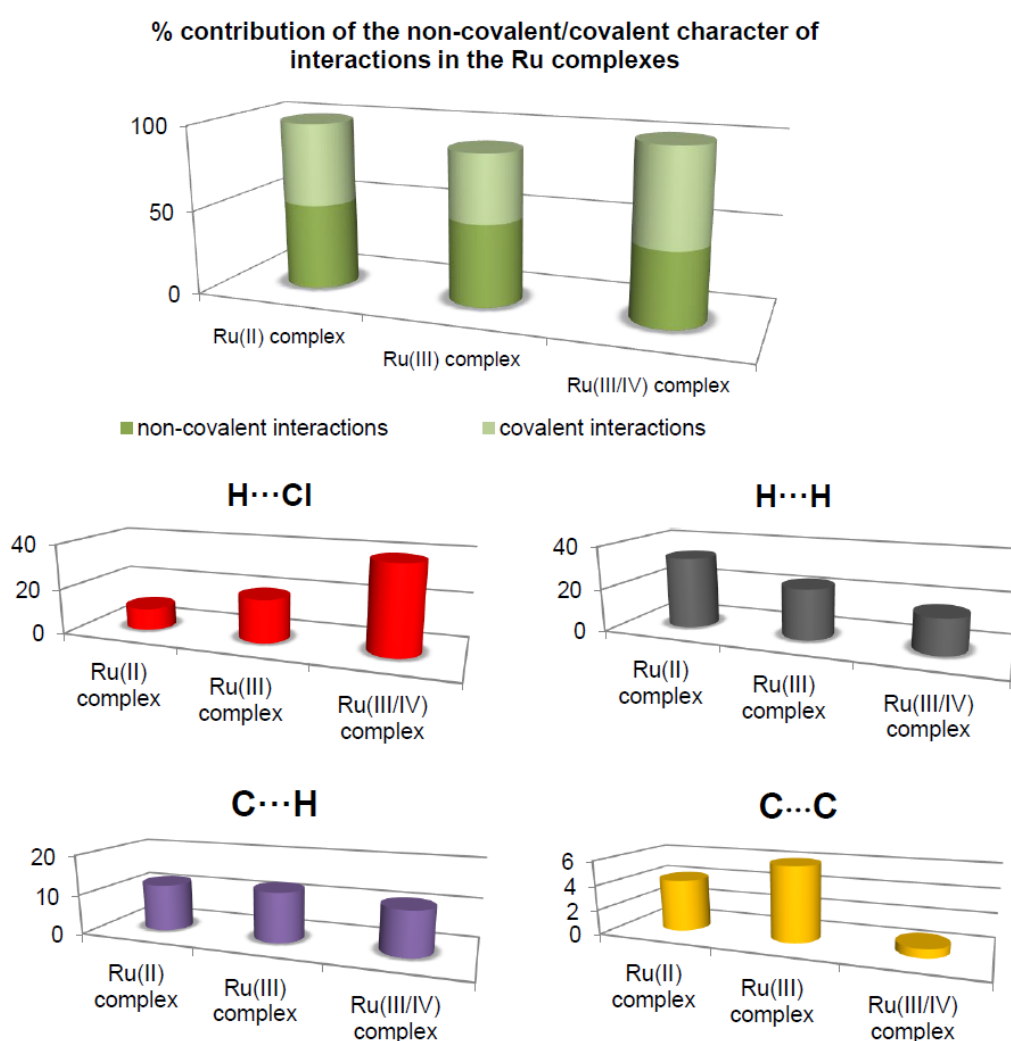 % contribution of the non-covalent/covalent character of
interactions in the Ru complexes
100
50
0
Ru(II) complex
Ru(III) complex
Ru(III/IV) complex
non-covalent interactions
covalent interactions
H···Cl
40
20
0
Ru(II)
complex
Ru(III)
complex
Ru(III/IV)
complex
H···H
40
20
0
Ru(II)
complex
Ru(III)
complex
Ru(III/IV)
complex
C···H
20
10
0
Ru(II)
complex
Ru(III)
complex
Ru(III/IV)
complex
C···C
6
4
2
0
Ru(II)
complex
Ru(III)
complex
Ru(III/IV)
complex